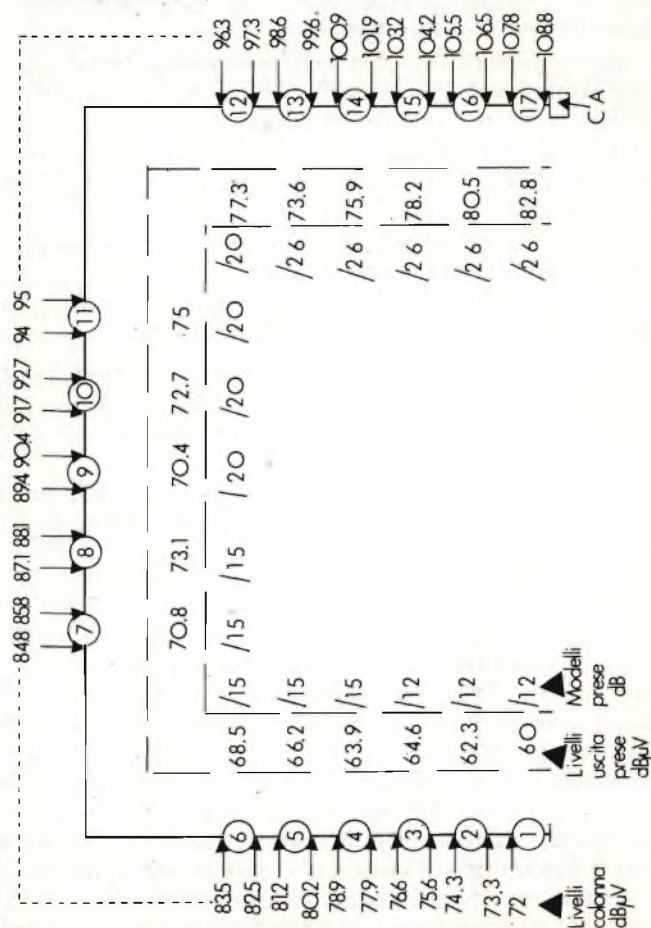 84.8 85.8 87.1 88.1 89.4 90.4 91.7 92.7 94 95
7 8 9 10 11
70.8 73.1 70.4 72.7 75
/15 /15 /20 /20 /20
83.5 6 68.5 /15 /20 77.3 12 96.3
82.5 97.3
81.2 5 66.2 /15 /26 73.6 13 98.6
80.2 99.6
78.9 4 63.9 /15 /26 75.9 14 100.9
77.9 101.9
76.6 3 64.6 /12 /26 78.2 15 103.2
75.6 104.2
74.3 2 62.3 /12 /26 80.5 16 105.5
73.3 106.5
72 1 60 /12 /26 82.8 17 107.8
108.8
CA
Livelli
colonna
dBµV
Livelli
uscita
prese
dBµV
Modelli
prese
dB